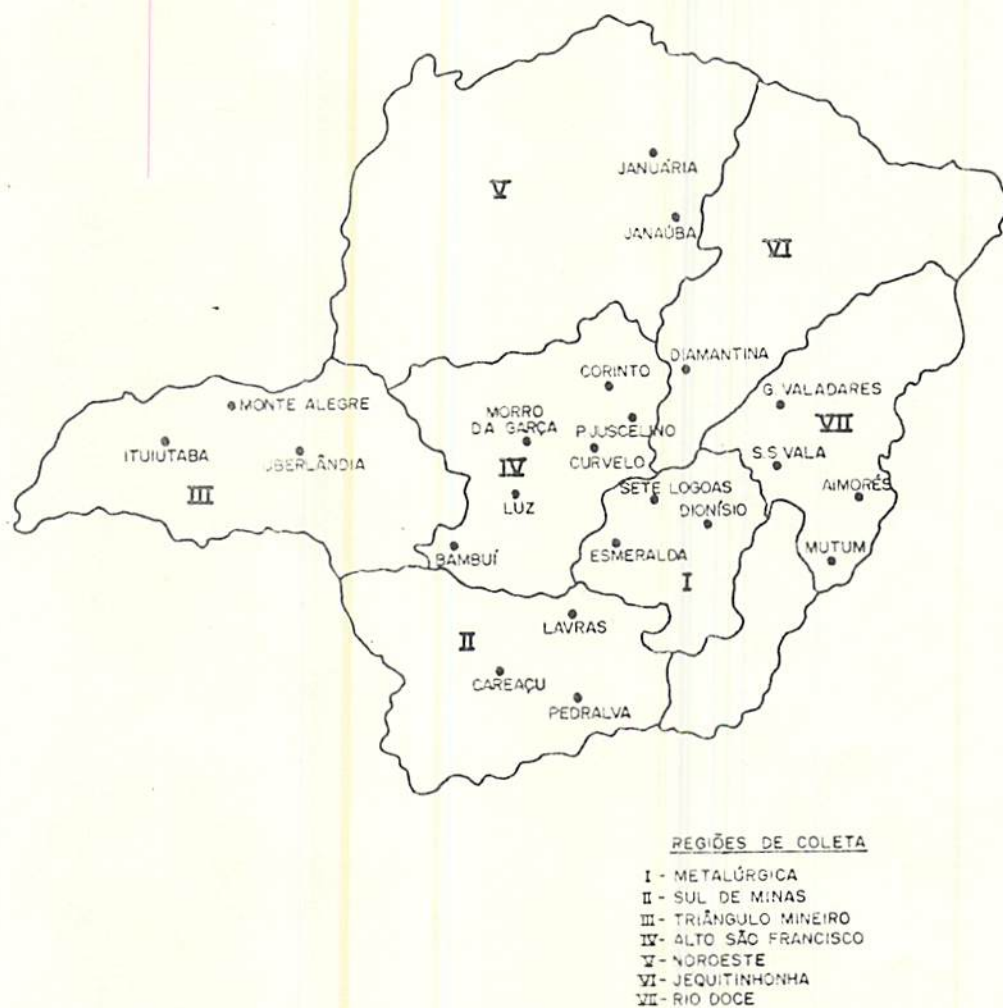 JANUÁRIA
V
JANAÚBA
VI
DIAMANTINA
CORINTO
G. VALADARES
MONTE ALEGRE
MORRO
DA GARÇA
P.JUSCELINO
VII
ITUIUTABA
UBERLÂNDIA
CURVELO
S.S VALA
IV
III
LUZ
SETE LOGOAS
AIMORÉS
DIONÍSIO
BAMBUÍ
ESMERALDA
MUTUM
I
LAVRAS
II
CAREAÇU
PEDRALVA
REGIÕES DE COLETA
I - METALÚRGICA
II - SUL DE MINAS
III - TRIÂNGULO MINEIRO
IV - ALTO SÃO FRANCISCO
V - NOROESTE
VI - JEQUITINHONHA
VII - RIO DOCE